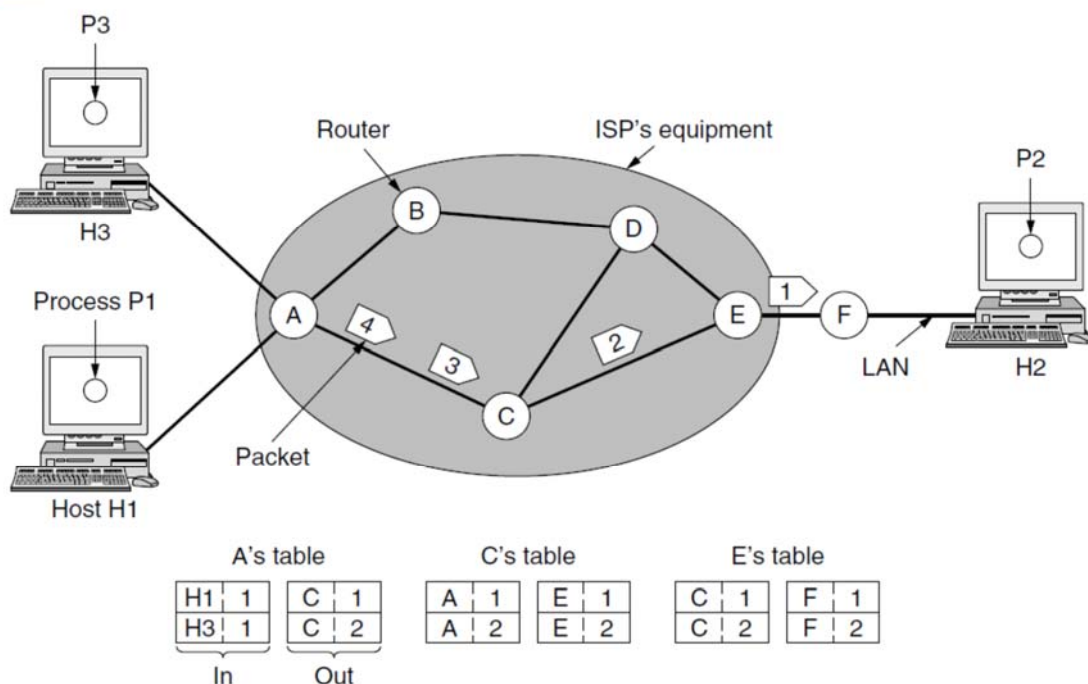 P3
Router
ISP's equipment
P2
B
D
H3
Process P1
A
4
3
2
E
1
F
LAN
H2
C
Packet
Host H1
A's table
C's table
E's table
H1 1 C 1 A 1 E 1 C 1 F 1
H3 1 C 2 A 2 E 2 C 2 F 2
In Out